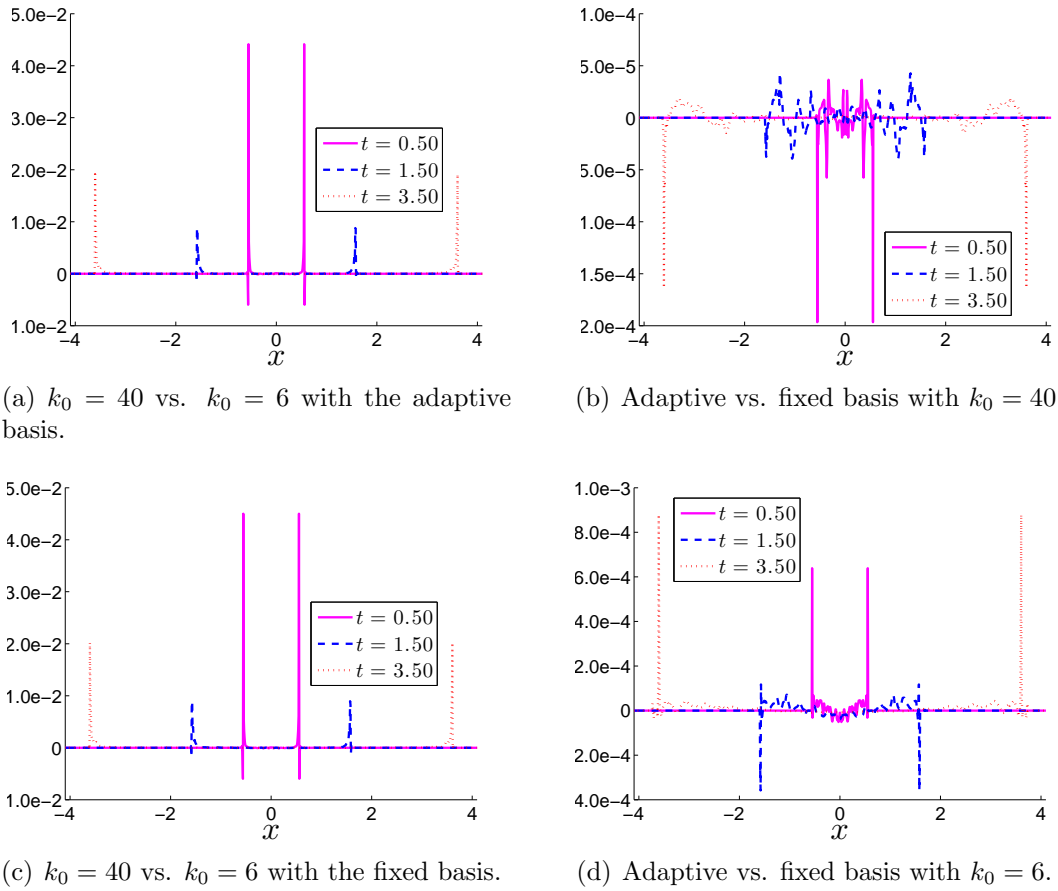 5.0e−2
4.0e−2
3.0e−2
2.0e−2
1.0e−2
0
1.0e−2
−4 −2 0 2 4
x
t = 0.50
t = 1.50
t = 3.50
(a) k₀ = 40 vs. k₀ = 6 with the adaptive
basis.
1.0e−4
5.0e−5
0
5.0e−5
1.0e−4
1.5e−4
2.0e−4
−4 −2 0 2 4
x
t = 0.50
t = 1.50
t = 3.50
(b) Adaptive vs. fixed basis with k₀ = 40
5.0e−2
4.0e−2
3.0e−2
2.0e−2
1.0e−2
0
1.0e−2
−4 −2 0 2 4
x
t = 0.50
t = 1.50
t = 3.50
(c) k₀ = 40 vs. k₀ = 6 with the fixed basis.
1.0e−3
8.0e−4
6.0e−4
4.0e−4
2.0e−4
0
2.0e−4
4.0e−4
−4 −2 0 2 4
x
t = 0.50
t = 1.50
t = 3.50
(d) Adaptive vs. fixed basis with k₀ = 6.